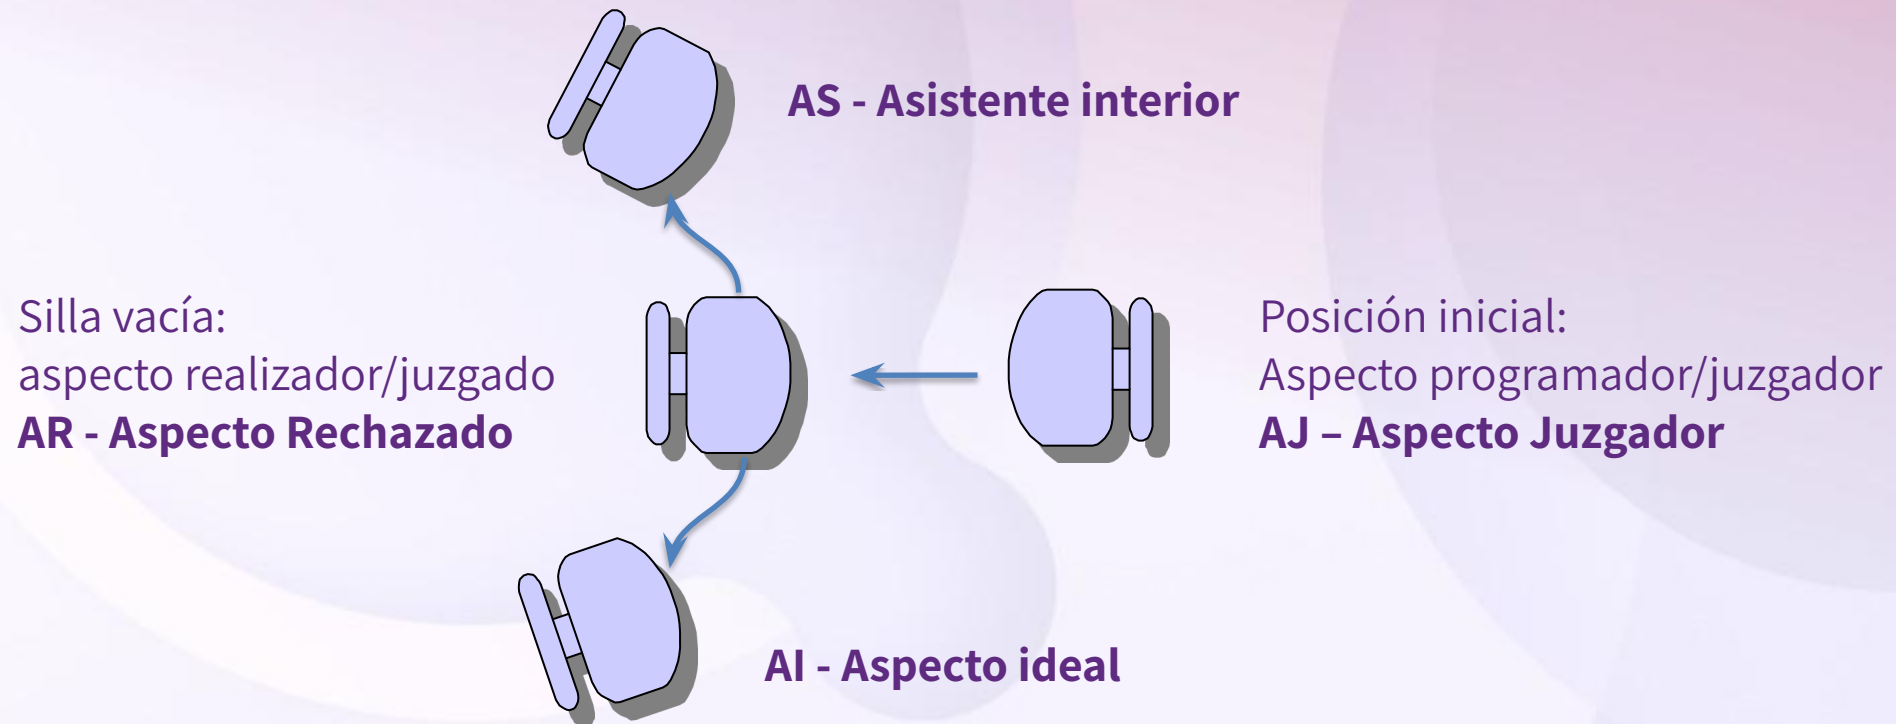 AS - Asistente interior
Silla vacía:
aspecto realizador/juzgado
AR - Aspecto Rechazado
Posición inicial:
Aspecto programador/juzgador
AJ – Aspecto Juzgador
AI - Aspecto ideal